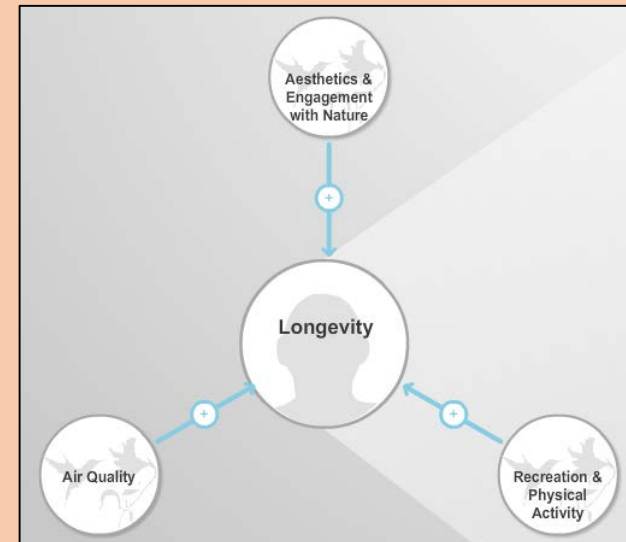 Aesthetics &
Engagement
with Nature
+
Longevity
+
+
Air Quality
Recreation &
Physical
Activity